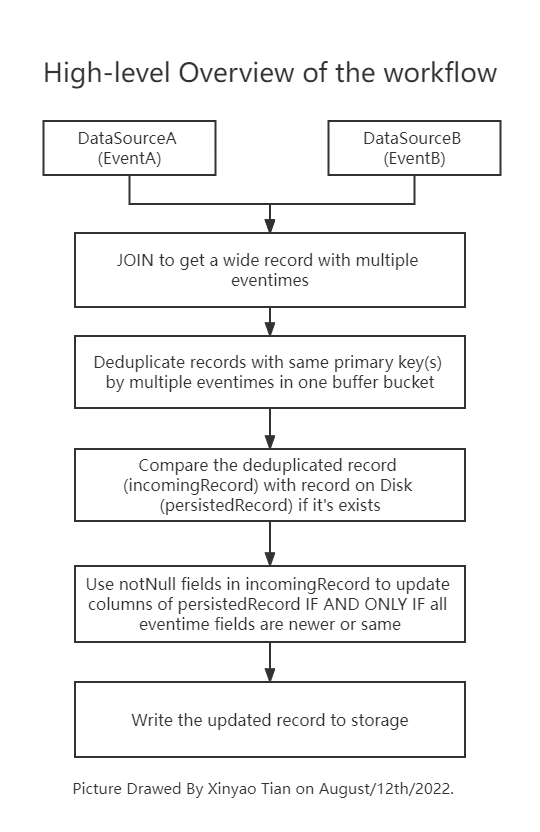 High-level Overview of the workflow
DataSourceA
(EventA)
DataSourceB
(EventB)
JOIN to get a wide record with multiple
eventimes
Deduplicate records with same primary key(s)
by multiple eventimes in one buffer bucket
Compare the deduplicated record
(incomingRecord) with record on Disk
(persistedRecord) if it's exists
Use notNull fields in incomingRecord to update
columns of persistedRecord IF AND ONLY IF all
eventime fields are newer or same
Write the updated record to storage
Picture Drawed By Xinyao Tian on August/12th/2022.